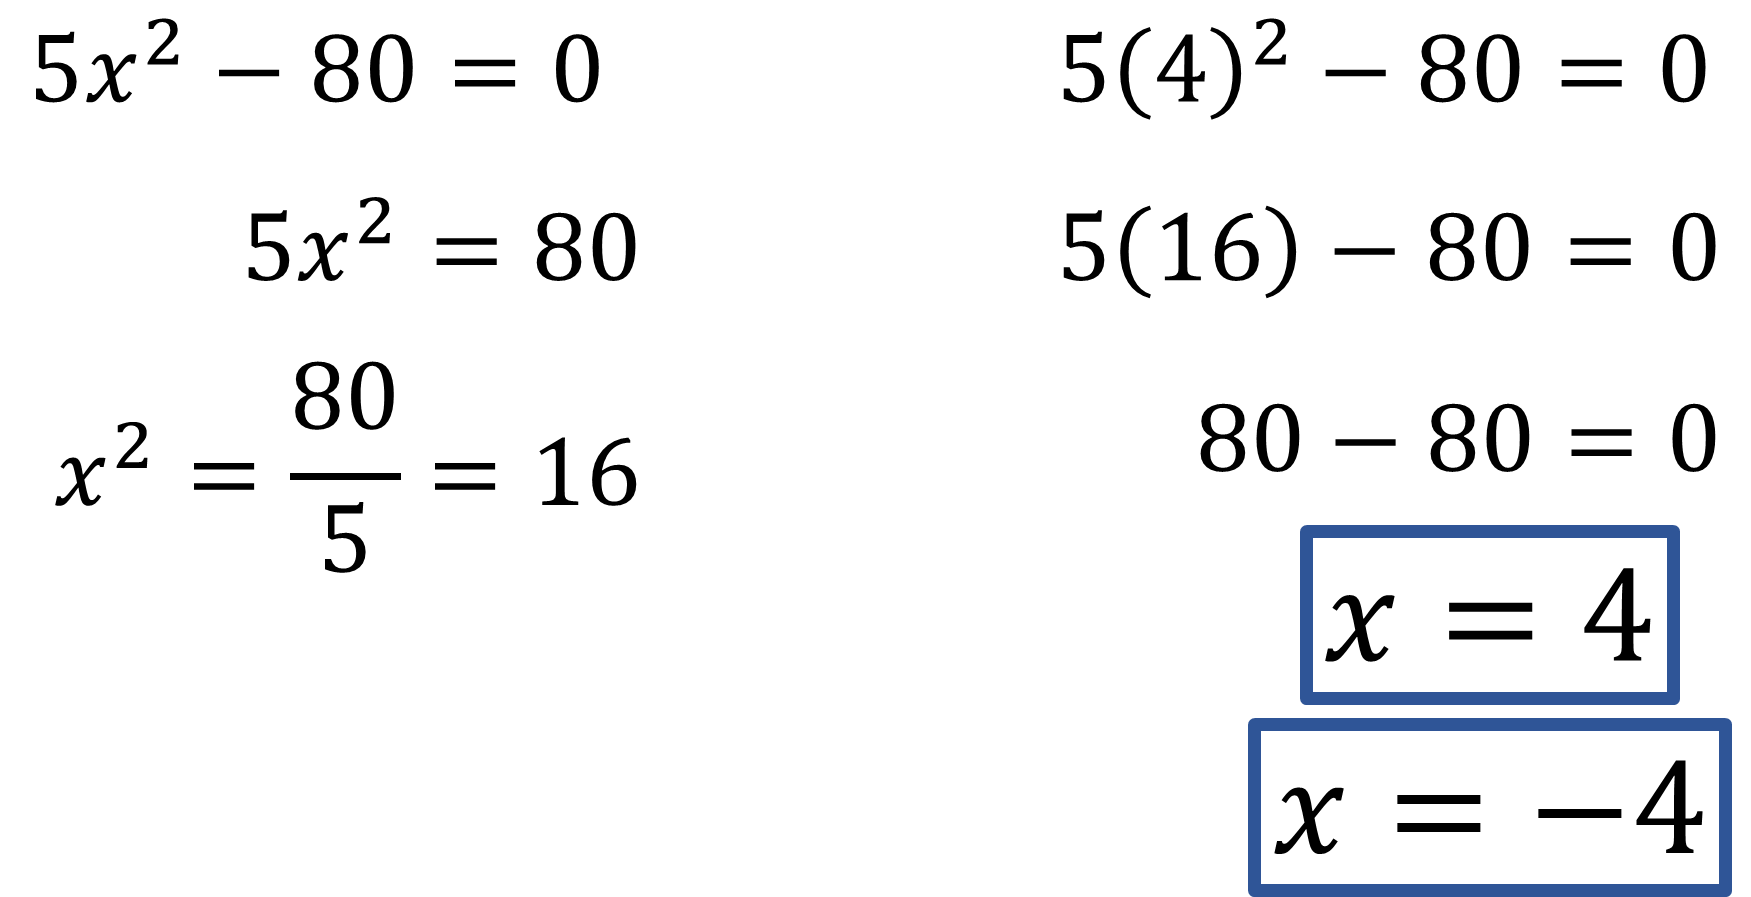 5x² − 80 = 0
5x² = 80
x² = 80/5 = 16
5(4)² − 80 = 0
5(16) − 80 = 0
80 − 80 = 0
x = 4
x = −4